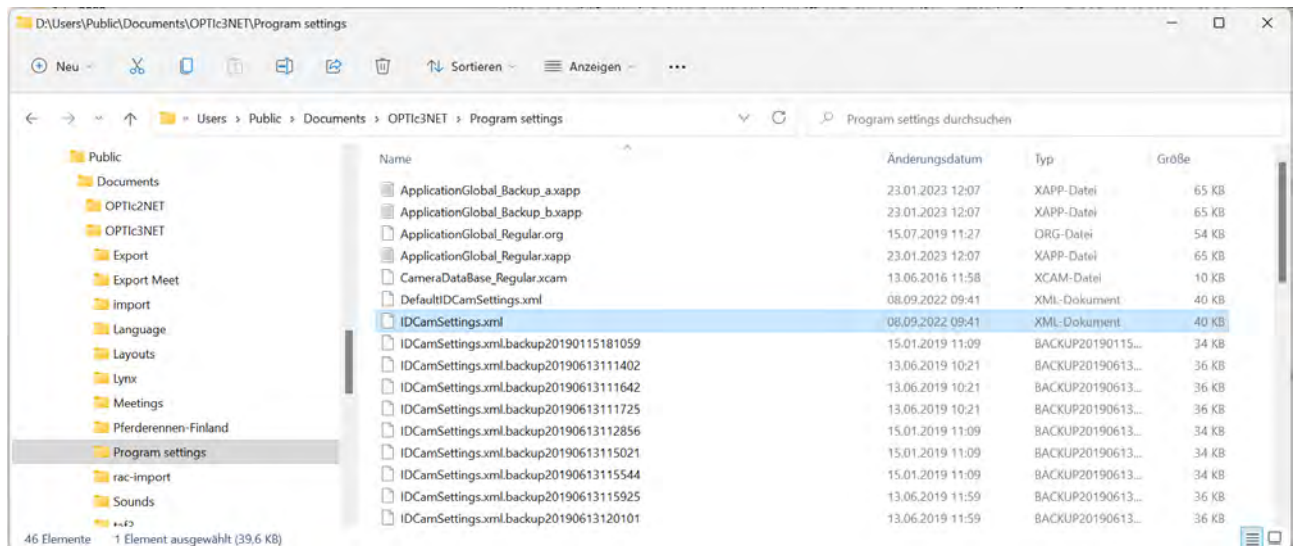 D:\Users\Public\Documents\OPTIc3NET\Program settings
Neu Sortieren Anzeigen
Users > Public > Documents > OPTIc3NET > Program settings Program settings durchsuchen
Public
Documents
OPTIc2NET
OPTIc3NET
Export
Export Meet
import
Language
Layouts
Lynx
Meetings
Pferderennen-Finland
Program settings
rac-import
Sounds
Name Änderungsdatum Typ Größe
ApplicationGlobal_Backup_a.xapp 23.01.2023 12:07 XAPP-Datei 65 KB
ApplicationGlobal_Backup_b.xapp 23.01.2023 12:07 XAPP-Datei 65 KB
ApplicationGlobal_Regular.org 15.07.2019 11:27 ORG-Datei 54 KB
ApplicationGlobal_Regular.xapp 23.01.2023 12:07 XAPP-Datei 65 KB
CameraDataBase_Regular.xcam 13.06.2016 11:58 XCAM-Datei 10 KB
DefaultIDCamSettings.xml 08.09.2022 09:41 XML-Dokument 40 KB
IDCamSettings.xml 08.09.2022 09:41 XML-Dokument 40 KB
IDCamSettings.xml.backup20190115181059 15.01.2019 11:09 BACKUP20190115... 34 KB
IDCamSettings.xml.backup20190613111402 13.06.2019 10:21 BACKUP20190613... 36 KB
IDCamSettings.xml.backup20190613111642 13.06.2019 10:21 BACKUP20190613... 36 KB
IDCamSettings.xml.backup20190613111725 13.06.2019 10:21 BACKUP20190613... 36 KB
IDCamSettings.xml.backup20190613112856 15.01.2019 11:09 BACKUP20190613... 34 KB
IDCamSettings.xml.backup20190613115021 15.01.2019 11:09 BACKUP20190613... 34 KB
IDCamSettings.xml.backup20190613115544 15.01.2019 11:09 BACKUP20190613... 34 KB
IDCamSettings.xml.backup20190613115925 13.06.2019 11:59 BACKUP20190613... 36 KB
IDCamSettings.xml.backup20190613120101 13.06.2019 11:59 BACKUP20190613... 36 KB
46 Elemente 1 Element ausgewählt (39,6 KB)